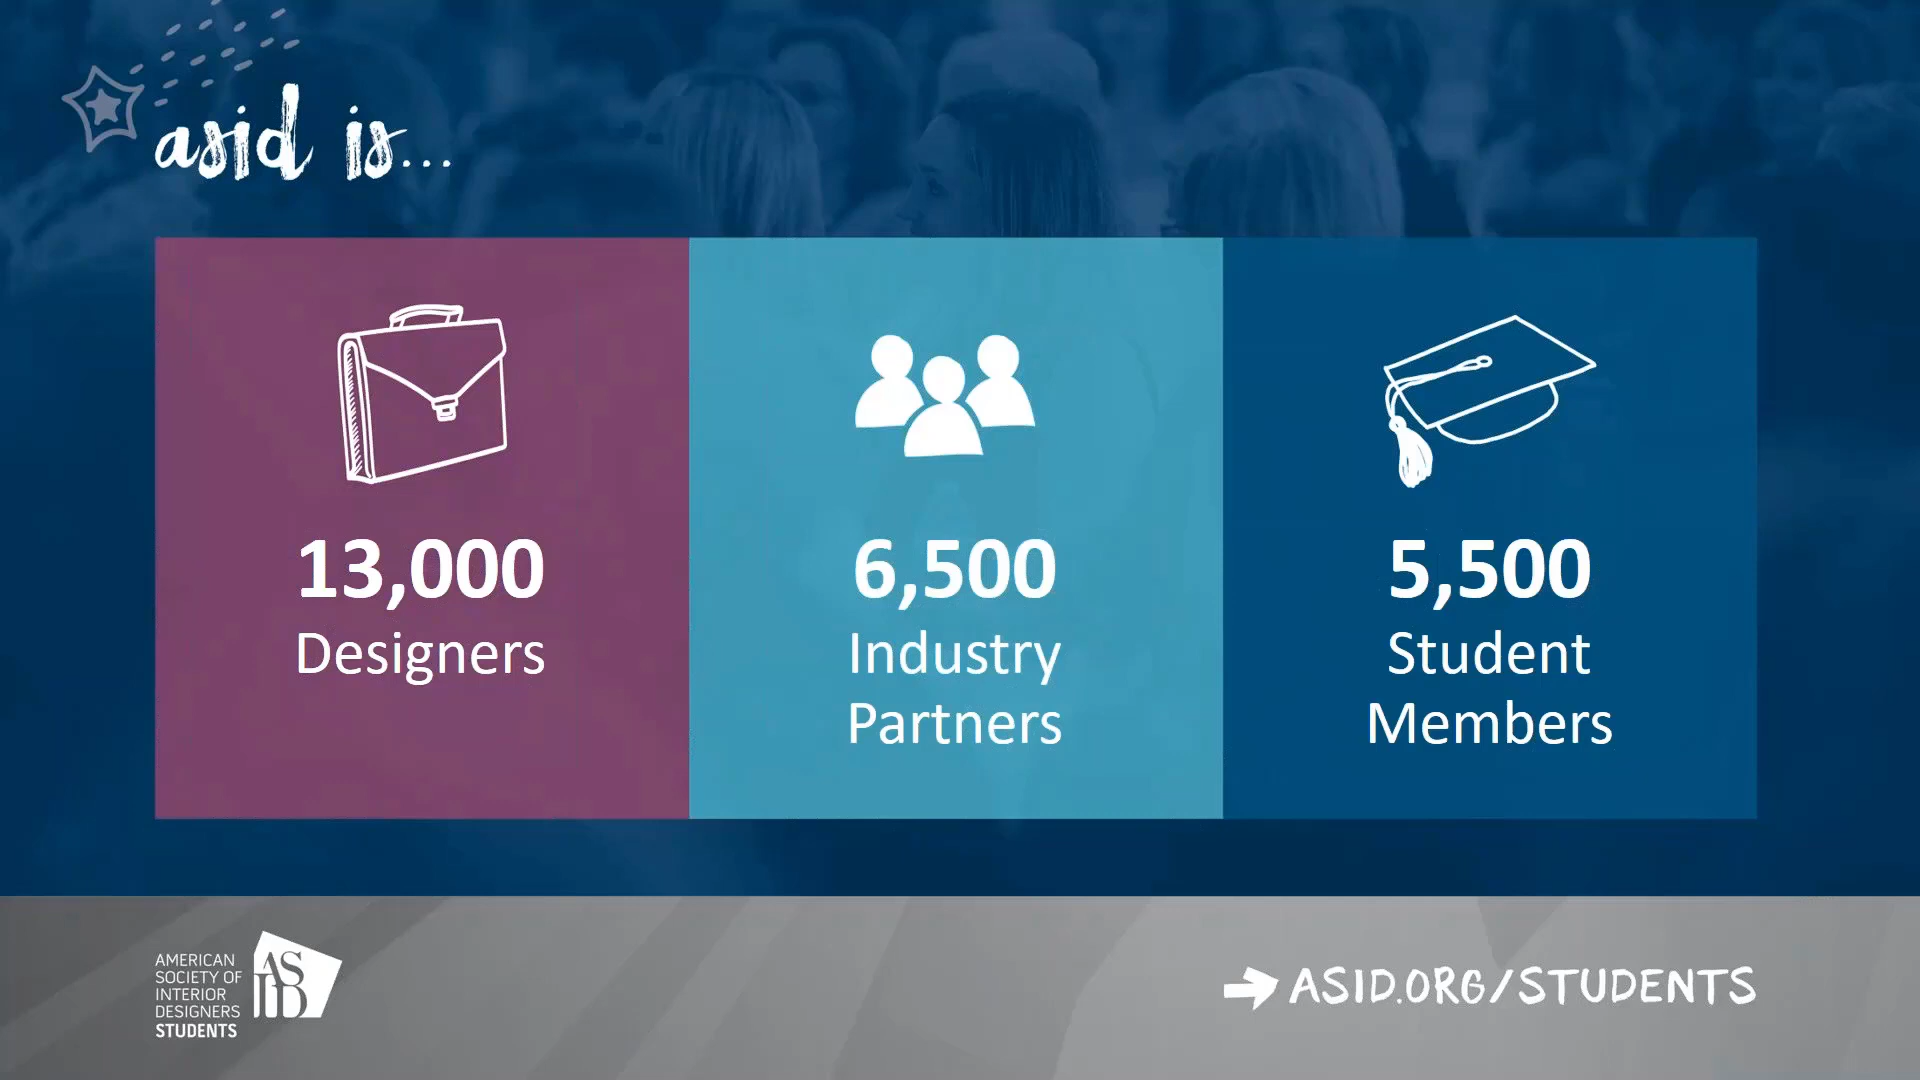 asid is...
13,000
Designers
6,500
Industry
Partners
5,500
Student
Members
AMERICAN
SOCIETY OF
INTERIOR
DESIGNERS
STUDENTS
ASID
ASID.ORG/STUDENTS